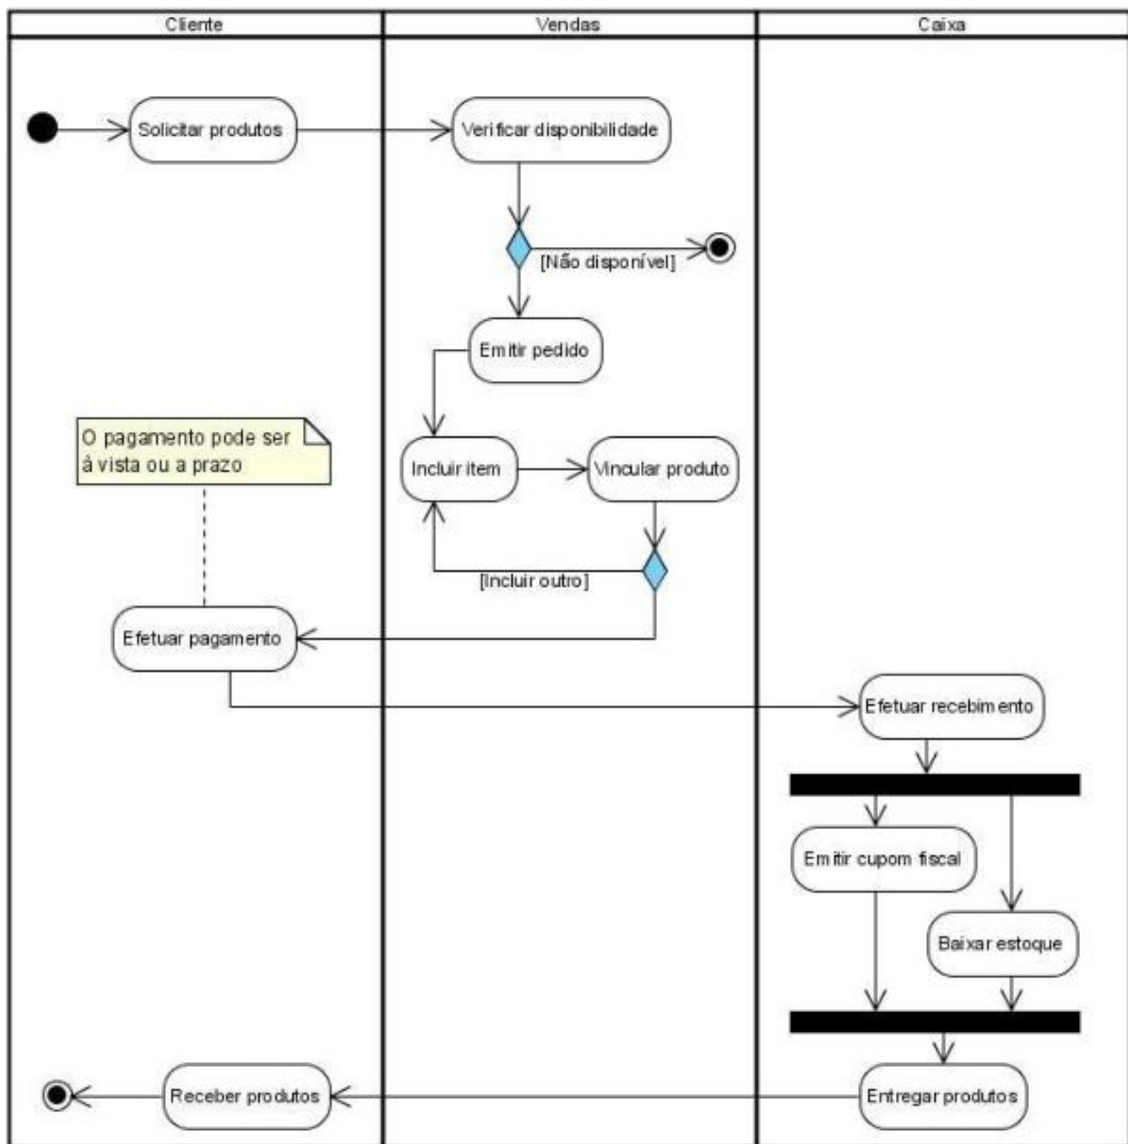 Cliente
Vendas
Caixa
Solicitar produtos
Verificar disponibilidade
[Não disponível]
Emitir pedido
O pagamento pode ser
à vista ou a prazo
Incluir item
Vincular produto
[Incluir outro]
Efetuar pagamento
Efetuar recebimento
Emitir cupom fiscal
Baixar estoque
Receber produtos
Entregar produtos